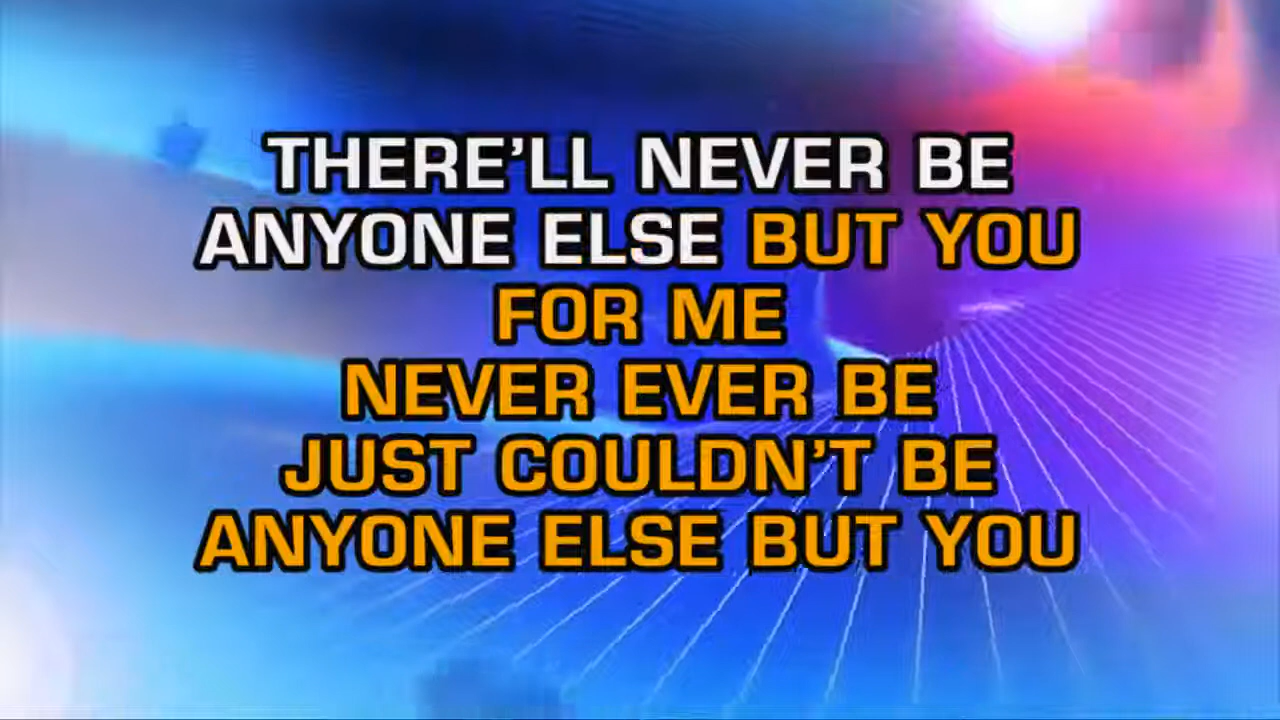 THERE'LL NEVER BE
ANYONE ELSE BUT YOU
FOR ME
NEVER EVER BE
JUST COULDN'T BE
ANYONE ELSE BUT YOU